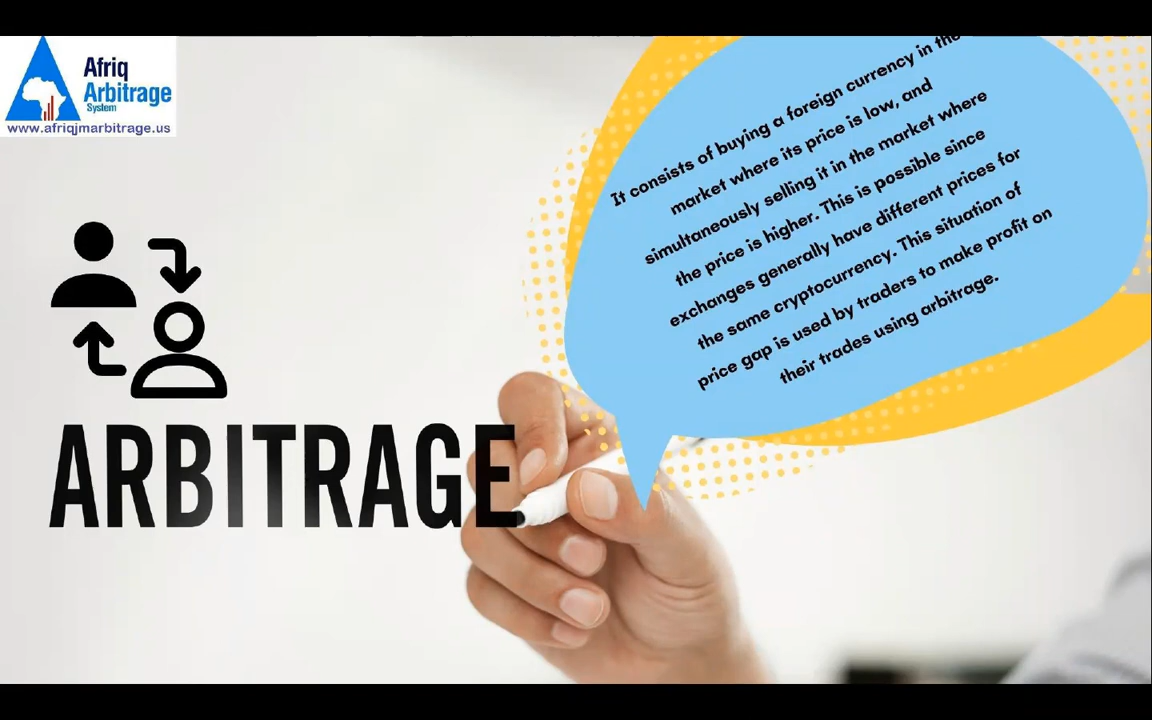 Afriq
Arbitrage
System
www.afriqjmarbitrage.us
It consists of buying a foreign currency in the
market where its price is low, and
simultaneously selling it in the market where
the price is higher. This is possible since
exchanges generally have different prices for
the same cryptocurrency. This situation of
price gap is used by traders to make profit on
their trades using arbitrage.
ARBITRAGE